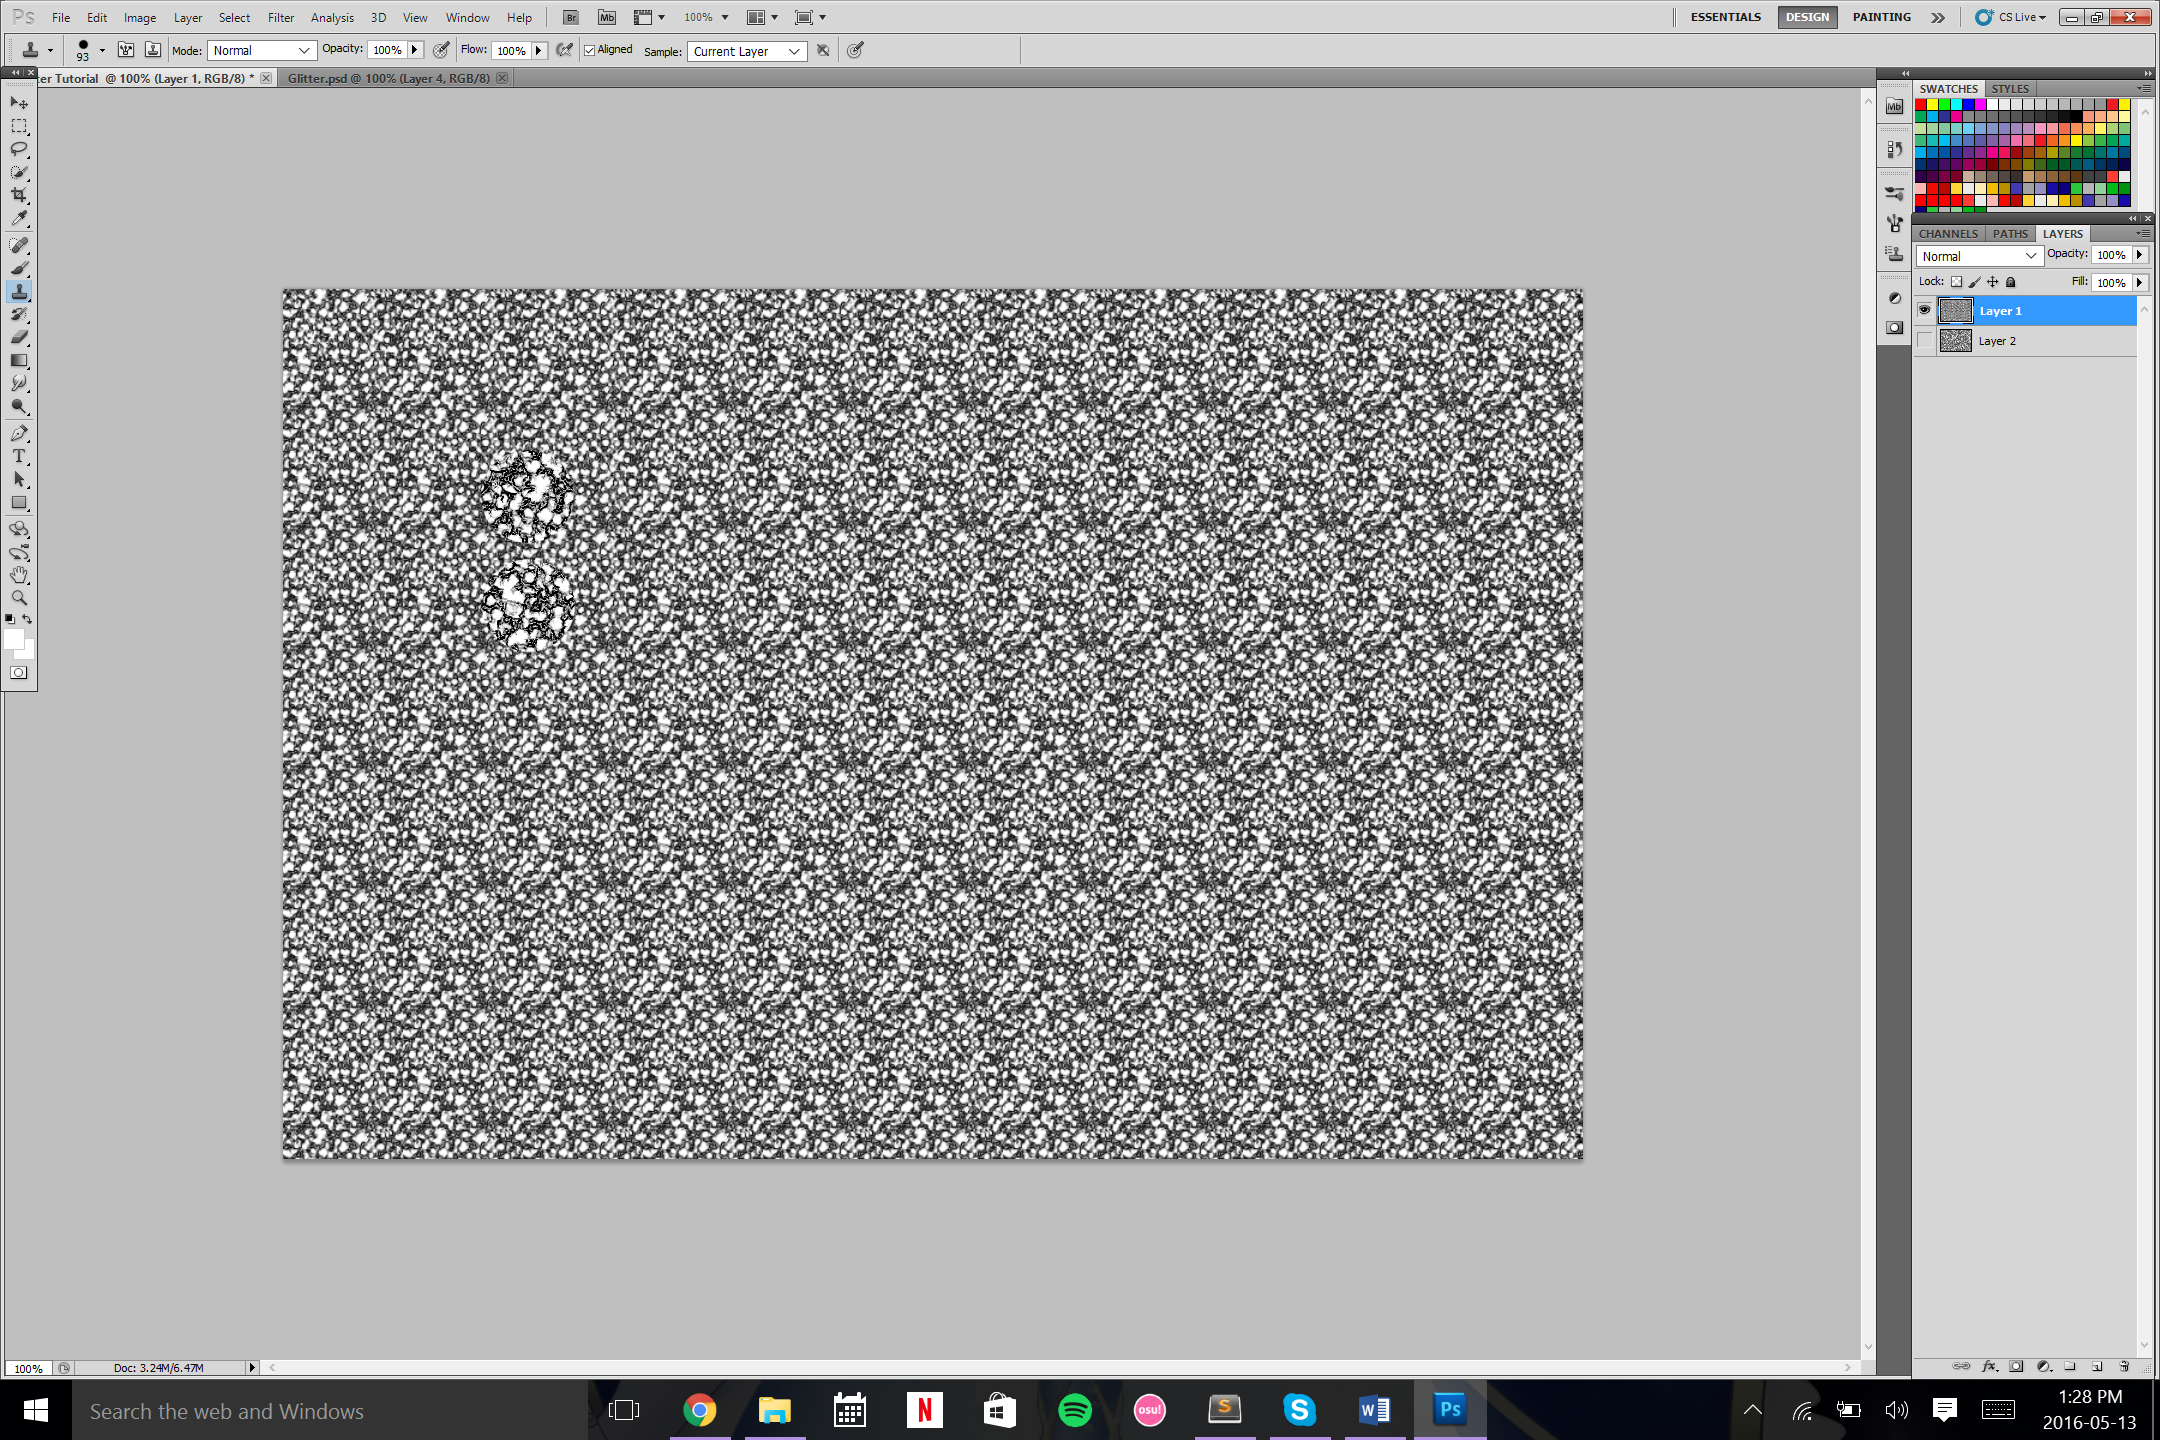 Ps File Edit Image Layer Select Filter Analysis 3D View Window Help Br Mb 100% ESSENTIALS DESIGN PAINTING CS Live
93 Mode: Normal Opacity: 100% Flow: 100% Aligned Sample: Current Layer
ter Tutorial @ 100% (Layer 1, RGB/8) * Glitter.psd @ 100% (Layer 4, RGB/8)
SWATCHES STYLES
Mb
CHANNELS PATHS LAYERS
Normal Opacity: 100%
Lock: Fill: 100%
Layer 1
Layer 2
T
100% Doc: 3.24M/6.47M
fx
Search the web and Windows
N osu! S S W Ps
1:28 PM
2016-05-13